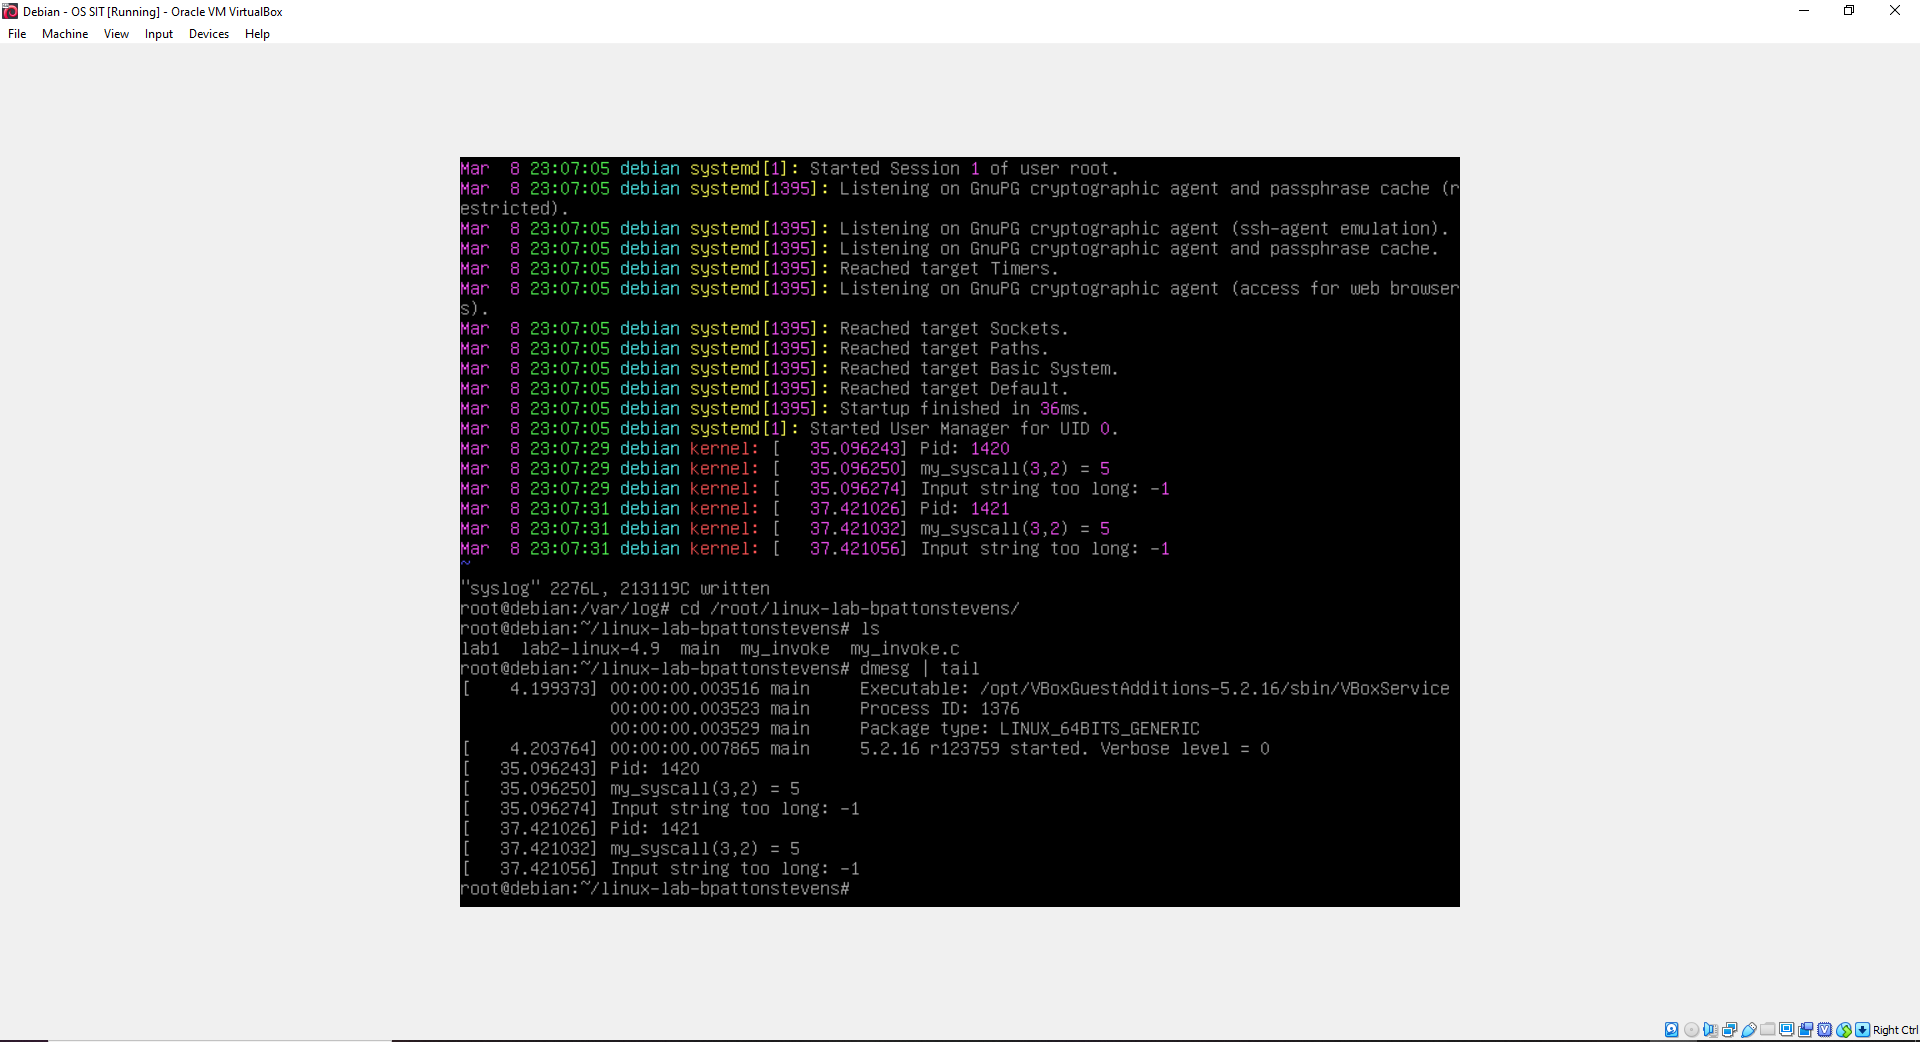 Debian - OS SIT [Running] - Oracle VM VirtualBox
File Machine View Input Devices Help
Mar  8 23:07:05 debian systemd[1]: Started Session 1 of user root.
Mar  8 23:07:05 debian systemd[1395]: Listening on GnuPG cryptographic agent and passphrase cache (r
estricted).
Mar  8 23:07:05 debian systemd[1395]: Listening on GnuPG cryptographic agent (ssh-agent emulation).
Mar  8 23:07:05 debian systemd[1395]: Listening on GnuPG cryptographic agent and passphrase cache.
Mar  8 23:07:05 debian systemd[1395]: Reached target Timers.
Mar  8 23:07:05 debian systemd[1395]: Listening on GnuPG cryptographic agent (access for web browser
s).
Mar  8 23:07:05 debian systemd[1395]: Reached target Sockets.
Mar  8 23:07:05 debian systemd[1395]: Reached target Paths.
Mar  8 23:07:05 debian systemd[1395]: Reached target Basic System.
Mar  8 23:07:05 debian systemd[1395]: Reached target Default.
Mar  8 23:07:05 debian systemd[1395]: Startup finished in 36ms.
Mar  8 23:07:05 debian systemd[1]: Started User Manager for UID 0.
Mar  8 23:07:29 debian kernel: [   35.096243] Pid: 1420
Mar  8 23:07:29 debian kernel: [   35.096250] my_syscall(3,2) = 5
Mar  8 23:07:29 debian kernel: [   35.096274] Input string too long: -1
Mar  8 23:07:31 debian kernel: [   37.421026] Pid: 1421
Mar  8 23:07:31 debian kernel: [   37.421032] my_syscall(3,2) = 5
Mar  8 23:07:31 debian kernel: [   37.421056] Input string too long: -1
~
"syslog" 2276L, 213119C written
root@debian:/var/log# cd /root/linux-lab-bpattonstevens/
root@debian:~/linux-lab-bpattonstevens# ls
lab1  lab2-linux-4.9  main  my_invoke  my_invoke.c
root@debian:~/linux-lab-bpattonstevens# dmesg | tail
[    4.199373] 00:00:00.003516 main     Executable: /opt/VBoxGuestAdditions-5.2.16/sbin/VBoxService
               00:00:00.003523 main     Process ID: 1376
               00:00:00.003529 main     Package type: LINUX_64BITS_GENERIC
[    4.203764] 00:00:00.007865 main     5.2.16 r123759 started. Verbose level = 0
[   35.096243] Pid: 1420
[   35.096250] my_syscall(3,2) = 5
[   35.096274] Input string too long: -1
[   37.421026] Pid: 1421
[   37.421032] my_syscall(3,2) = 5
[   37.421056] Input string too long: -1
root@debian:~/linux-lab-bpattonstevens#
Right Ctrl